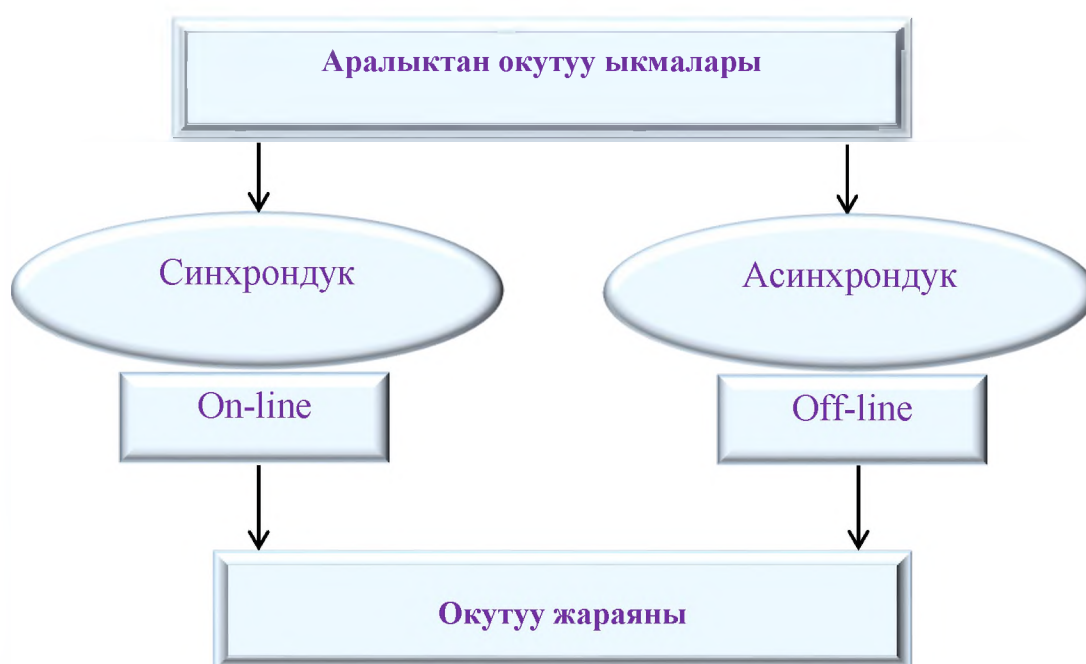 Аралыктан окутуу ыкмалары
Синхрондук
Асинхрондук
On-line
Off-line
Окутуу жараяны